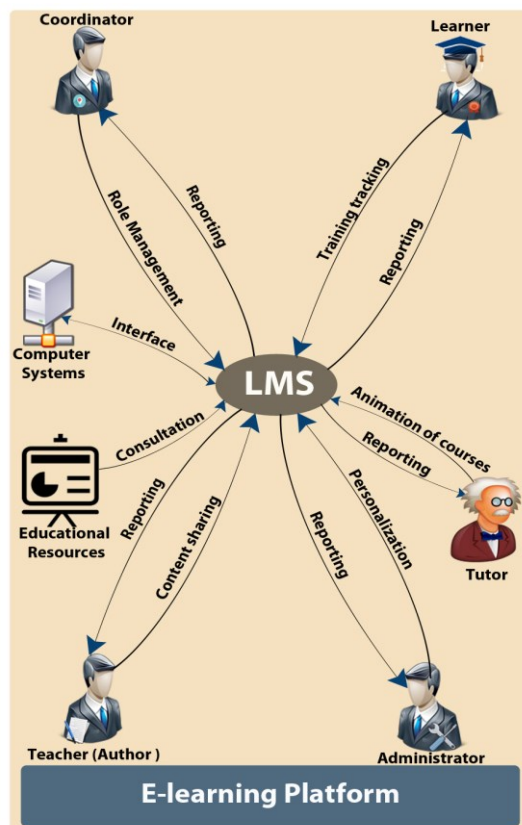 Coordinator
Learner
Role Management
Reporting
Training tracking
Reporting
Computer
Systems
Interface
LMS
Animation of courses
Consultation
Reporting
Educational
Resources
Reporting
Content sharing
Reporting
Personalization
Tutor
Teacher (Author )
Administrator
E-learning Platform